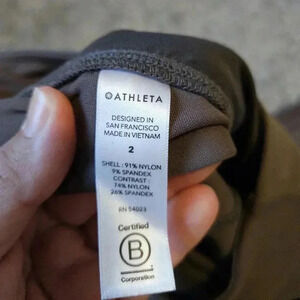 ATHLETA
DESIGNED IN
SAN FRANCISCO
MADE IN VIETNAM
2
SHELL: 91% NYLON
9% SPANDEX
CONTRAST:
74% NYLON
26% SPANDEX
RN 54023
Certified
B
Corporation